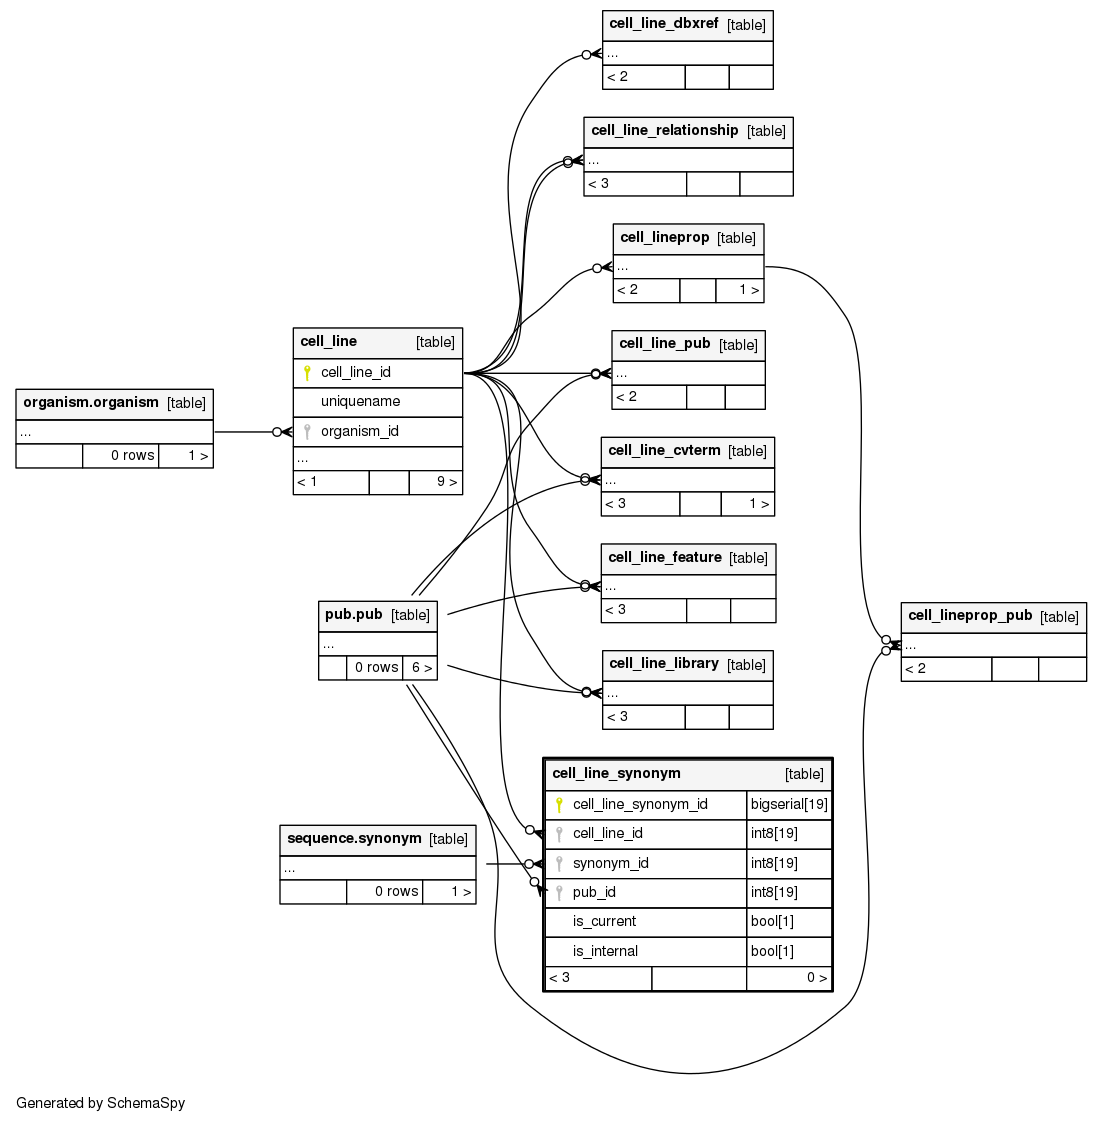 cell_line_dbxref [table]
...
< 2
cell_line_relationship [table]
...
< 3
cell_lineprop [table]
...
< 2 1 >
cell_line [table]
cell_line_id
uniquename
organism_id
...
< 1 9 >
cell_line_pub [table]
...
< 2
organism.organism [table]
...
0 rows 1 >
cell_line_cvterm [table]
...
< 3 1 >
cell_line_feature [table]
...
< 3
pub.pub [table]
...
0 rows 6 >
cell_lineprop_pub [table]
...
< 2
cell_line_library [table]
...
< 3
cell_line_synonym [table]
cell_line_synonym_id bigserial[19]
cell_line_id int8[19]
synonym_id int8[19]
pub_id int8[19]
is_current bool[1]
is_internal bool[1]
< 3 0 >
sequence.synonym [table]
...
0 rows 1 >
Generated by SchemaSpy